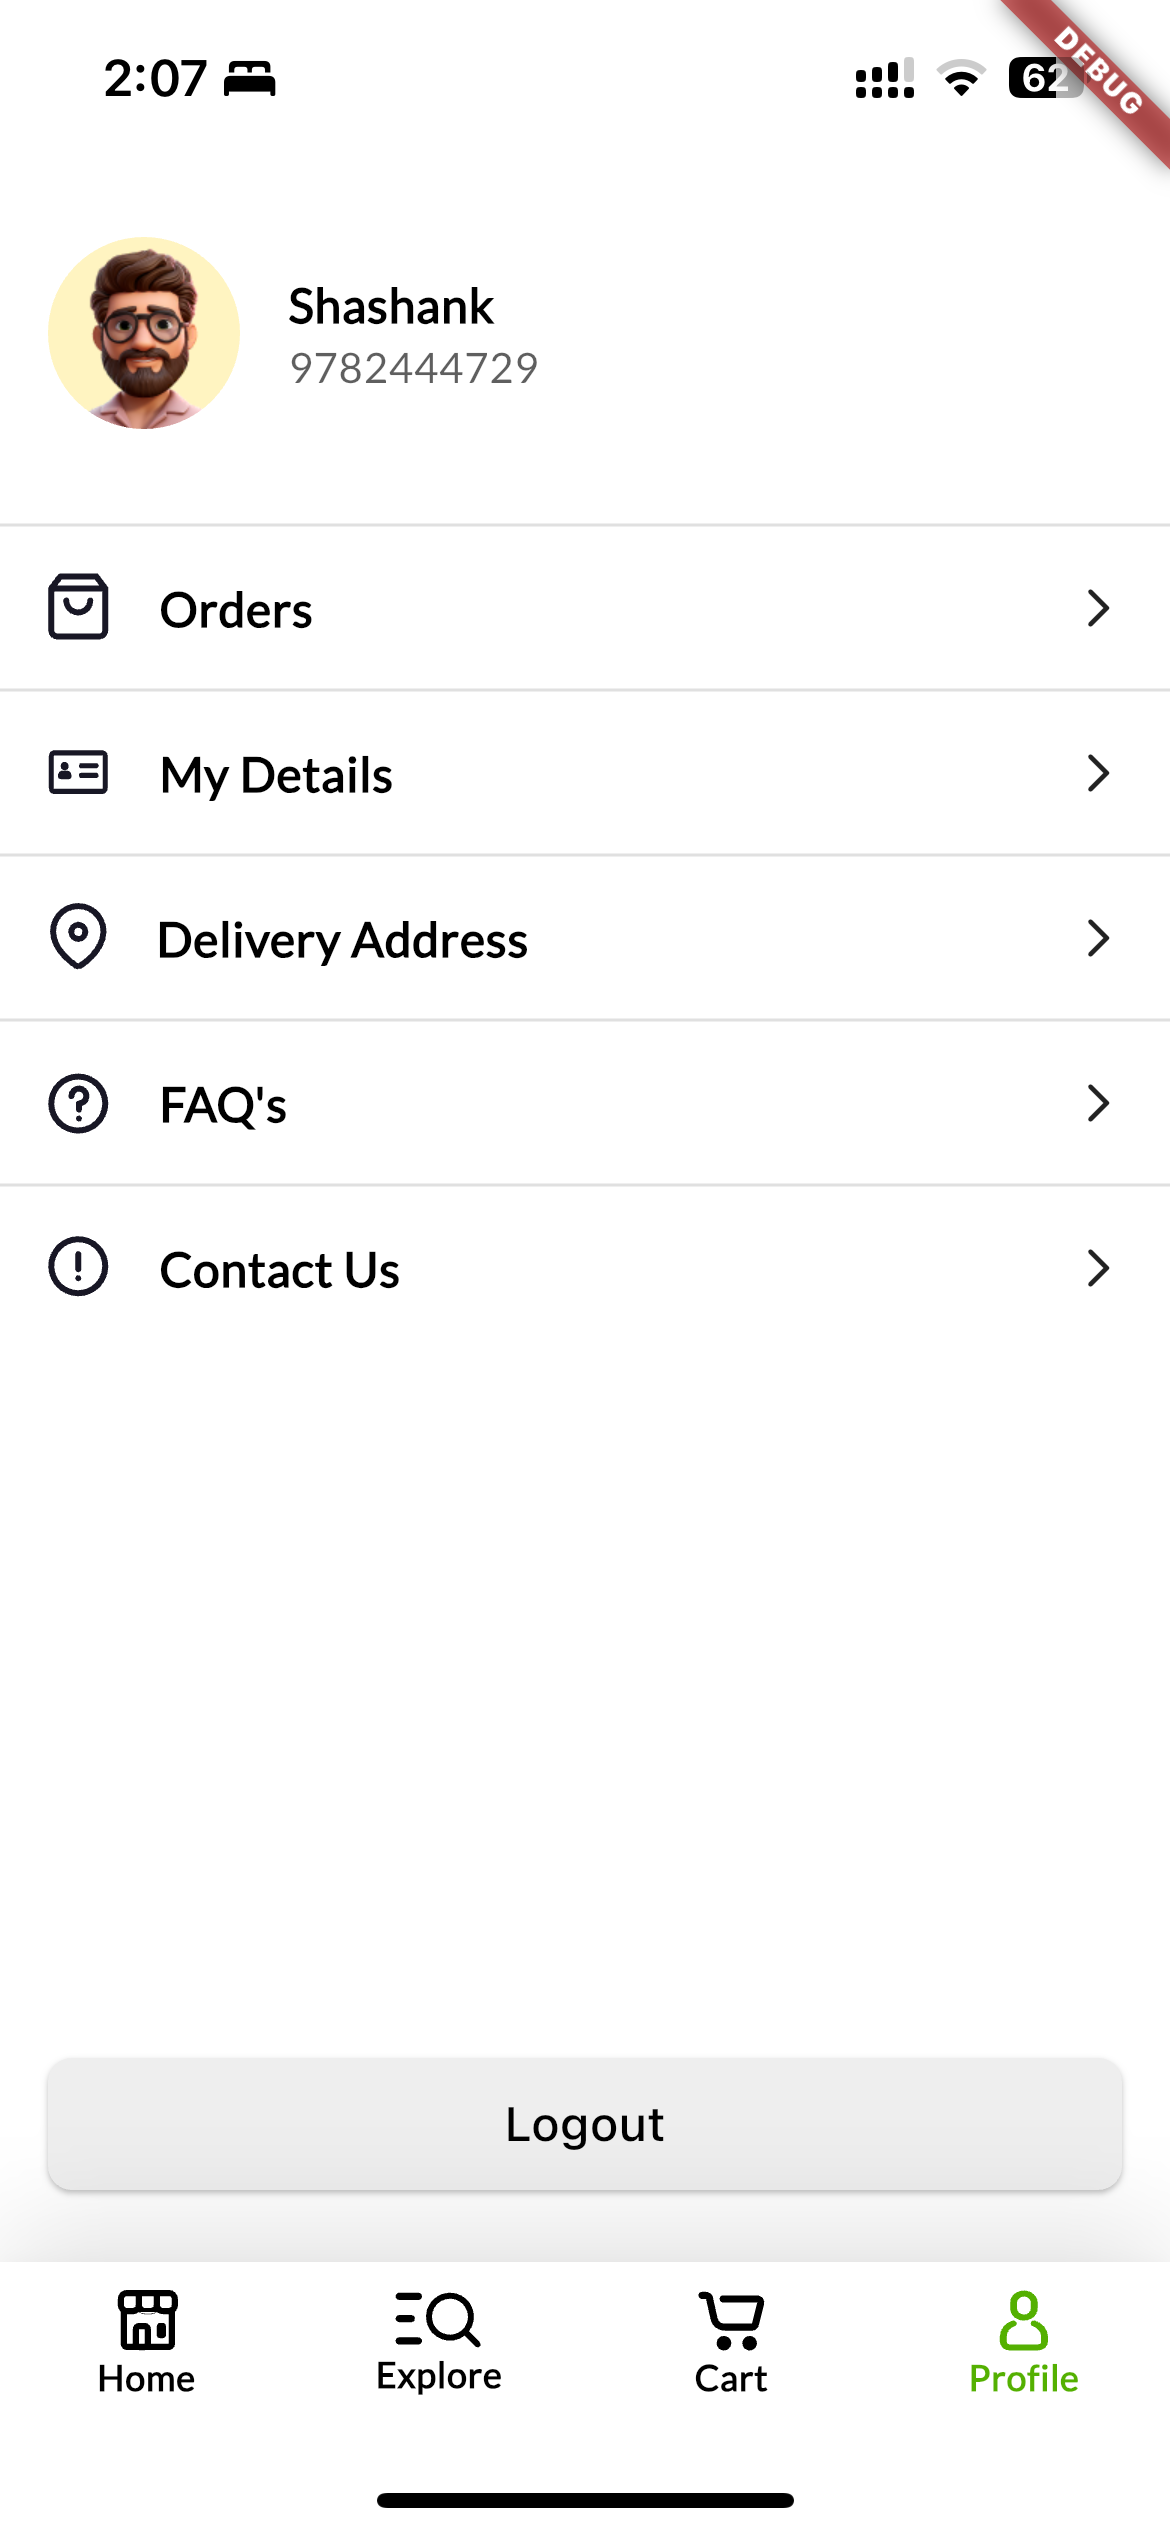 2:07
62
DEBUG
Shashank
9782444729
Orders
My Details
Delivery Address
FAQ's
Contact Us
Logout
Home
Explore
Cart
Profile